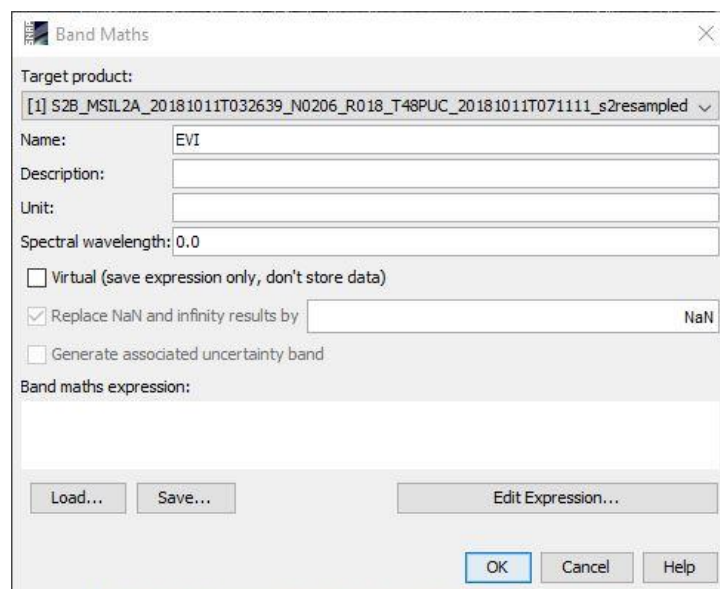 Band Maths
Target product:
[1] S2B_MSIL2A_20181011T032639_N0206_R018_T48PUC_20181011T071111_s2resampled
Name: EVI
Description:
Unit:
Spectral wavelength: 0.0
Virtual (save expression only, don't store data)
Replace NaN and infinity results by NaN
Generate associated uncertainty band
Band maths expression:
Load... Save... Edit Expression...
OK Cancel Help